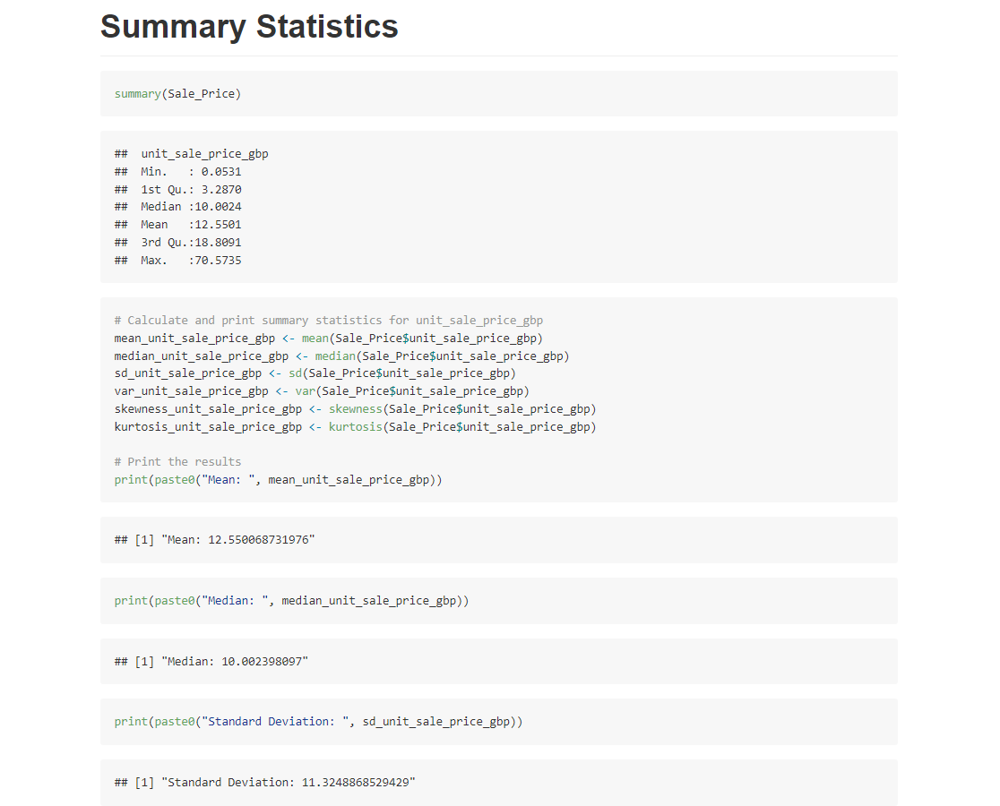 Summary Statistics
summary(Sale_Price)
##  unit_sale_price_gbp
##  Min.   : 0.0531
##  1st Qu.: 3.2870
##  Median :10.0024
##  Mean   :12.5501
##  3rd Qu.:18.8091
##  Max.   :70.5735
# Calculate and print summary statistics for unit_sale_price_gbp
mean_unit_sale_price_gbp <- mean(Sale_Price$unit_sale_price_gbp)
median_unit_sale_price_gbp <- median(Sale_Price$unit_sale_price_gbp)
sd_unit_sale_price_gbp <- sd(Sale_Price$unit_sale_price_gbp)
var_unit_sale_price_gbp <- var(Sale_Price$unit_sale_price_gbp)
skewness_unit_sale_price_gbp <- skewness(Sale_Price$unit_sale_price_gbp)
kurtosis_unit_sale_price_gbp <- kurtosis(Sale_Price$unit_sale_price_gbp)
# Print the results
print(paste0("Mean: ", mean_unit_sale_price_gbp))
## [1] "Mean: 12.550068731976"
print(paste0("Median: ", median_unit_sale_price_gbp))
## [1] "Median: 10.002398097"
print(paste0("Standard Deviation: ", sd_unit_sale_price_gbp))
## [1] "Standard Deviation: 11.3248868529429"